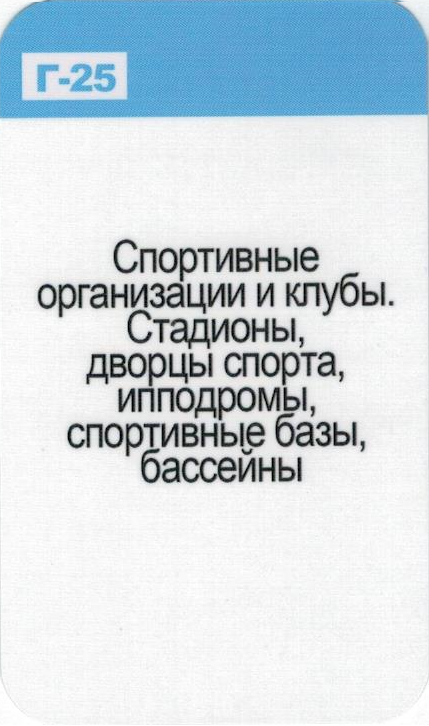 Г-25
Спортивные
организации и клубы.
Стадионы,
дворцы спорта,
ипподромы,
спортивные базы,
бассейны